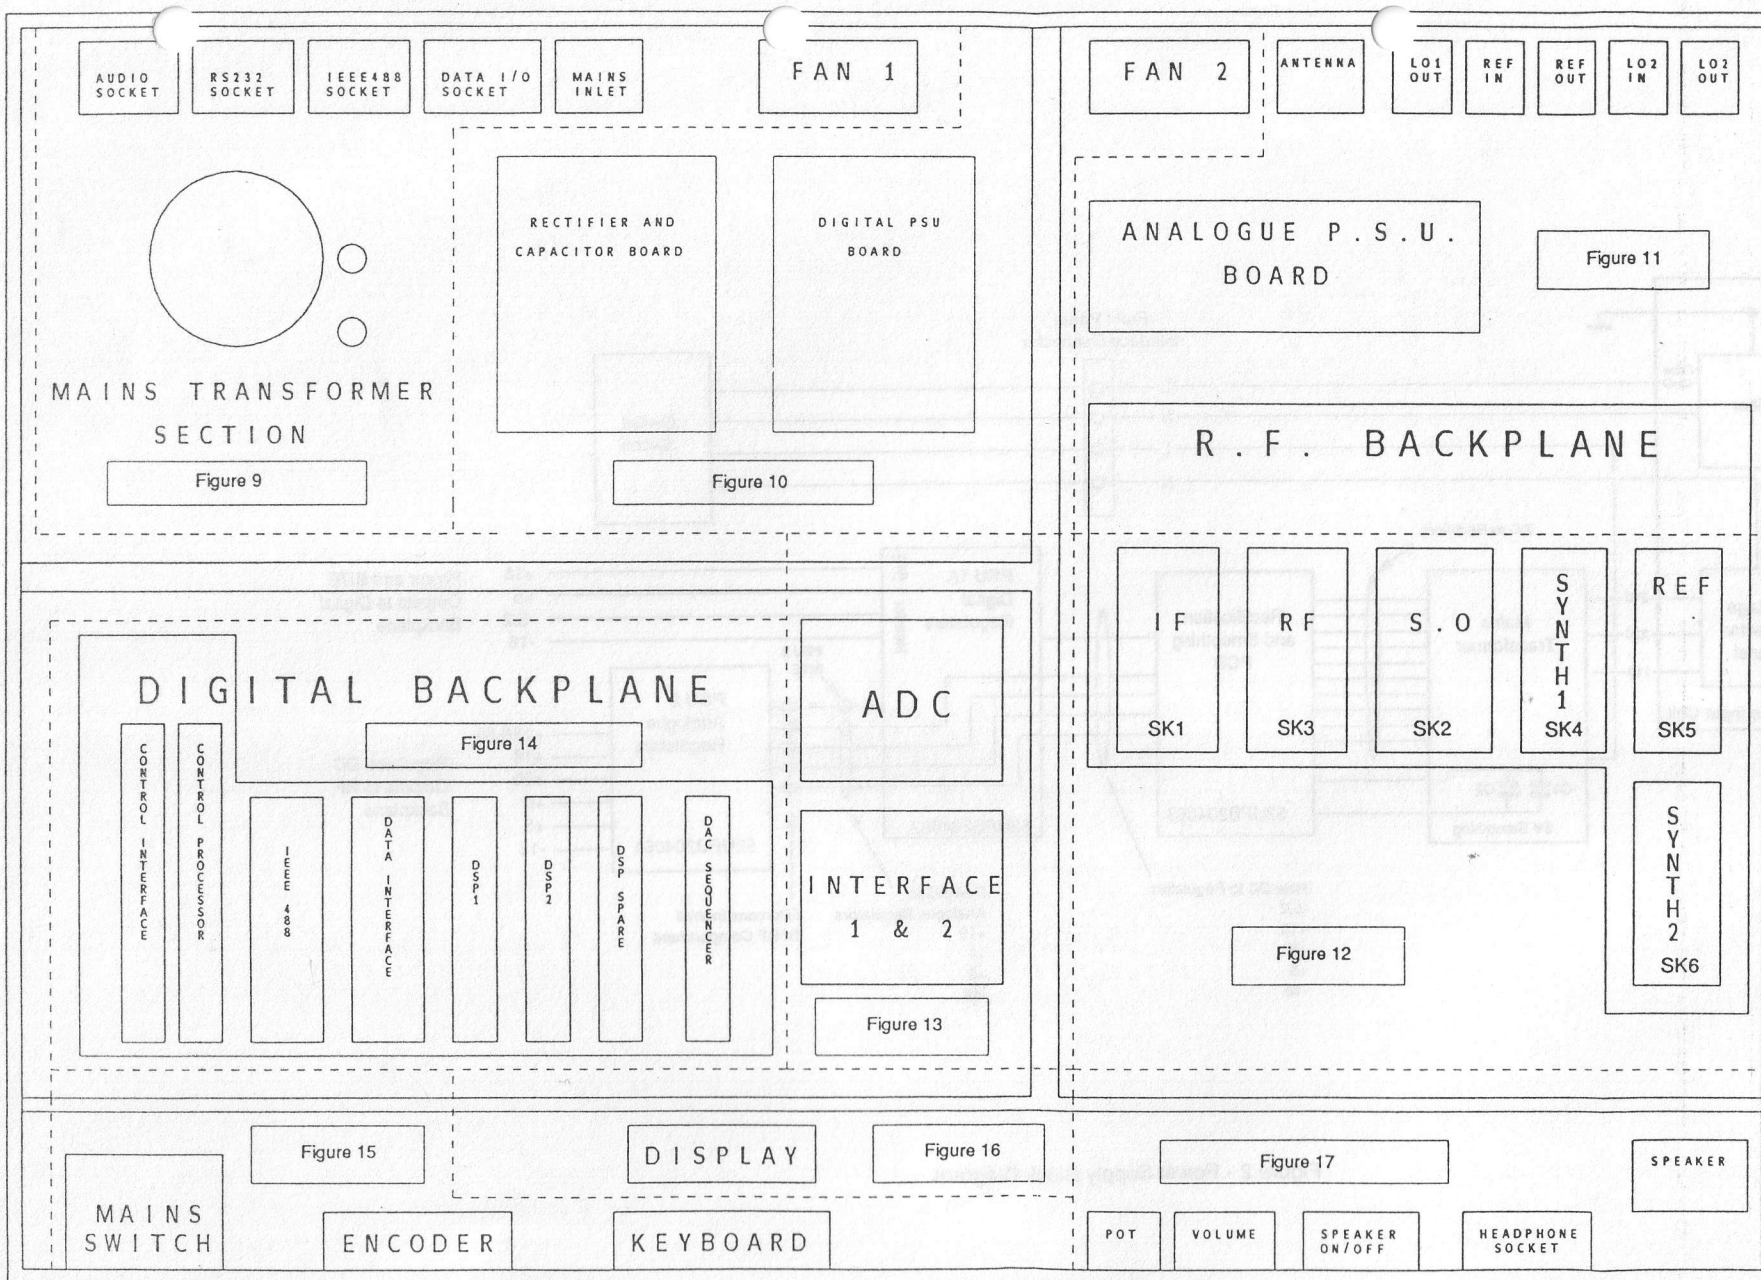 AUDIO
SOCKET
RS232
SOCKET
IEEE488
SOCKET
DATA I/O
SOCKET
MAINS
INLET
FAN 1
FAN 2
ANTENNA
LO1
OUT
REF
IN
REF
OUT
LO2
IN
LO2
OUT
RECTIFIER AND
CAPACITOR BOARD
DIGITAL PSU
BOARD
ANALOGUE P.S.U.
BOARD
Figure 11
MAINS TRANSFORMER
SECTION
Figure 9
Figure 10
R.F. BACKPLANE
IF
SK1
RF
SK3
S.O
SK2
SYNTH1
SK4
REF
SK5
SYNTH2
SK6
Figure 12
DIGITAL BACKPLANE
Figure 14
CONTROL INTERFACE
CONTROL PROCESSOR
IEEE 488
DATA INTERFACE
DSP1
DSP2
DSP SPARE
DAC SEQUENCER
ADC
INTERFACE
1 & 2
Figure 13
Figure 15
MAINS
SWITCH
ENCODER
DISPLAY
KEYBOARD
Figure 16
Figure 17
SPEAKER
POT
VOLUME
SPEAKER
ON/OFF
HEADPHONE
SOCKET